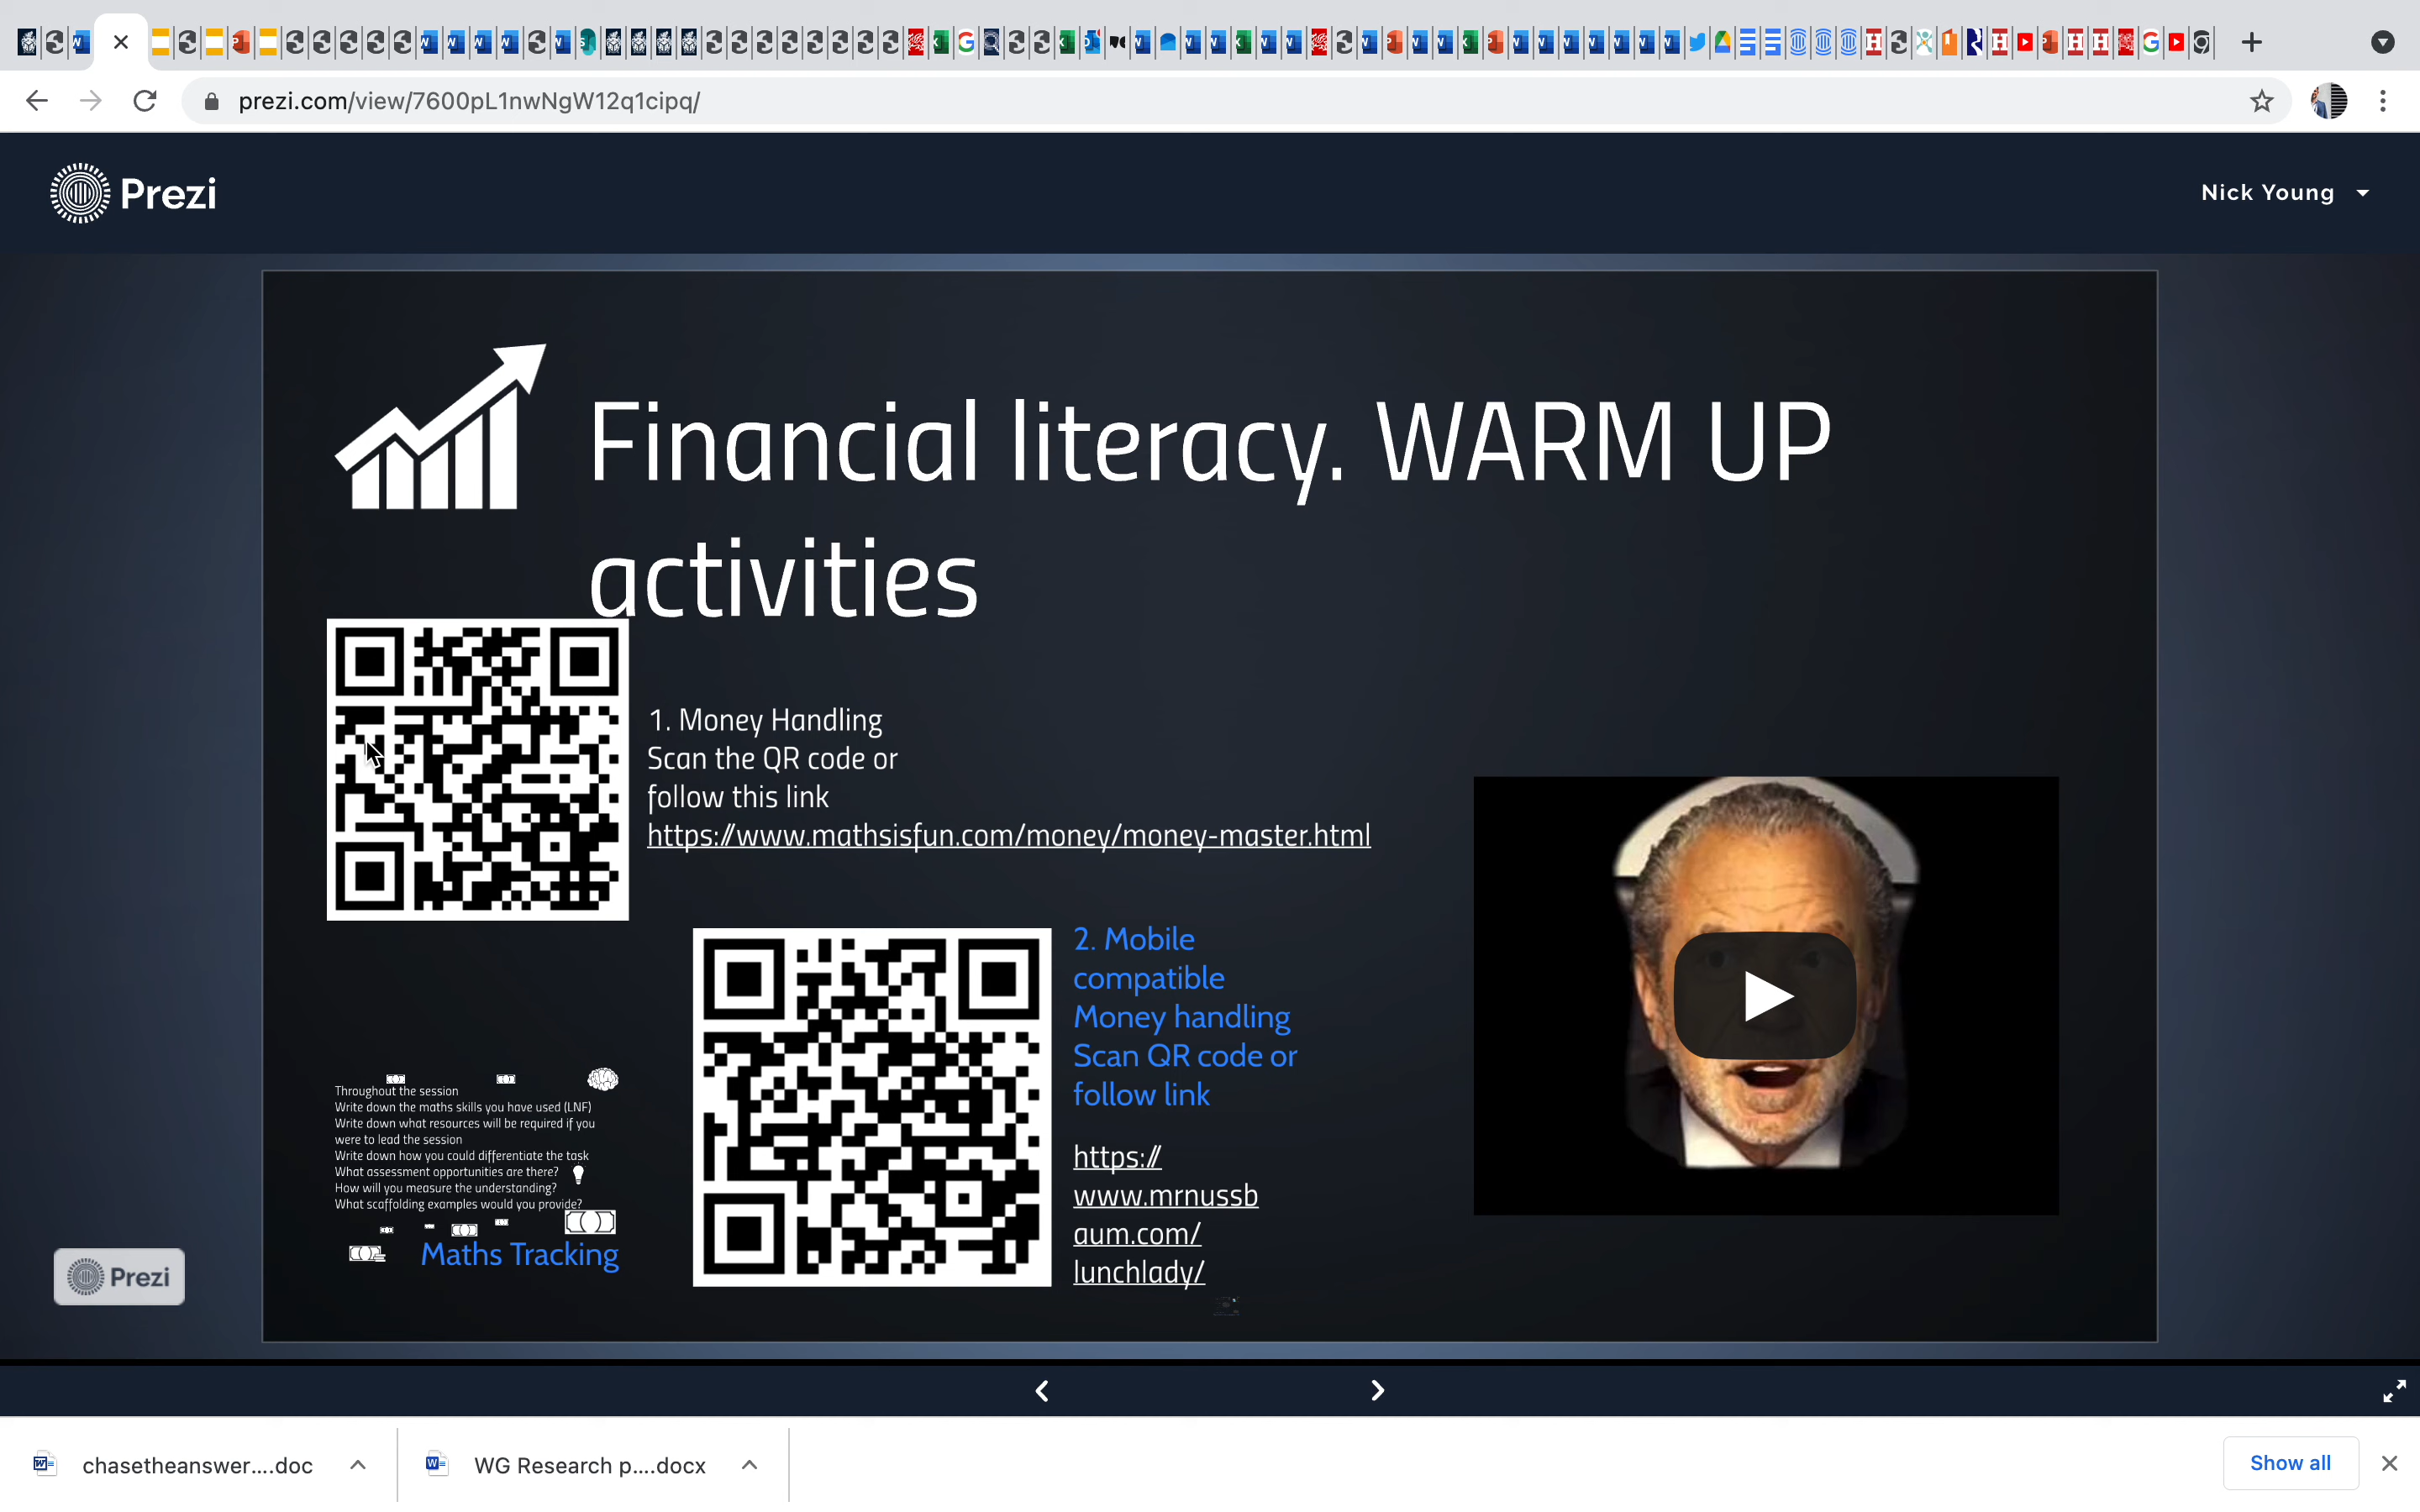 prezi.com/view/7600pL1nwNgW12q1cipq/
Prezi
Nick Young
Financial literacy. WARM UP
activities
1. Money Handling
Scan the QR code or
follow this link
https://www.mathsisfun.com/money/money-master.html
2. Mobile
compatible
Money handling
Scan QR code or
follow link
https://
www.mrnussb
aum.com/
lunchlady/
Throughout the session
Write down the maths skills you have used (LNF)
Write down what resources will be required if you
were to lead the session
Write down how you could differentiate the task
What assessment opportunities are there?
How will you measure the understanding?
What scaffolding examples would you provide?
Maths Tracking
Prezi
chasetheanswer....doc
WG Research p....docx
Show all